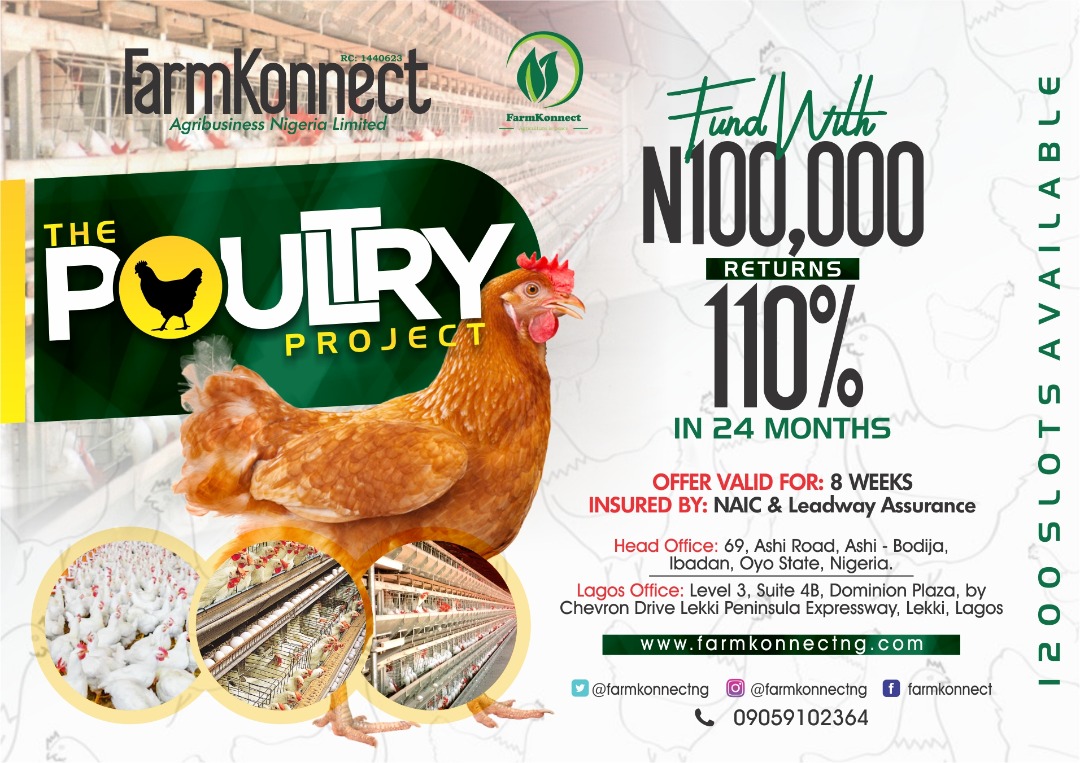 RC: 1440623
FarmKonnect
Agribusiness Nigeria Limited
FarmKonnect
THE
POULTRY
PROJECT
Fund With
N100,000
RETURNS
110%
IN 24 MONTHS
OFFER VALID FOR: 8 WEEKS
INSURED BY: NAIC & Leadway Assurance
Head Office: 69, Ashi Road, Ashi - Bodija,
Ibadan, Oyo State, Nigeria.
Lagos Office: Level 3, Suite 4B, Dominion Plaza, by
Chevron Drive Lekki Peninsula Expressway, Lekki, Lagos
www.farmkonnectng.com
@farmkonnectng @farmkonnectng farmkonnect
09059102364
1200 SLOTS AVAILABLE